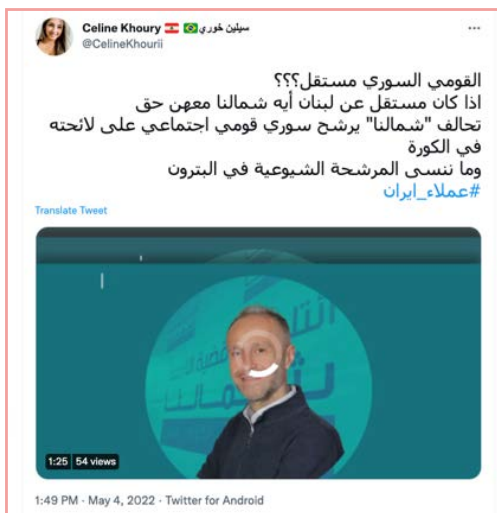 Celine Khoury 🇱🇧 🇧🇷 سيلين خوري
@CelineKhourii
القومي السوري مستقل؟؟؟
اذا كان مستقل عن لبنان أيه شمالنا معهن حق
تحالف "شمالنا" يرشح سوري قومي اجتماعي على لائحته
في الكورة
وما ننسى المرشحة الشيوعية في البترون
#عملاء_ايران
Translate Tweet
شمالنا
1:25 54 views
1:49 PM · May 4, 2022 · Twitter for Android